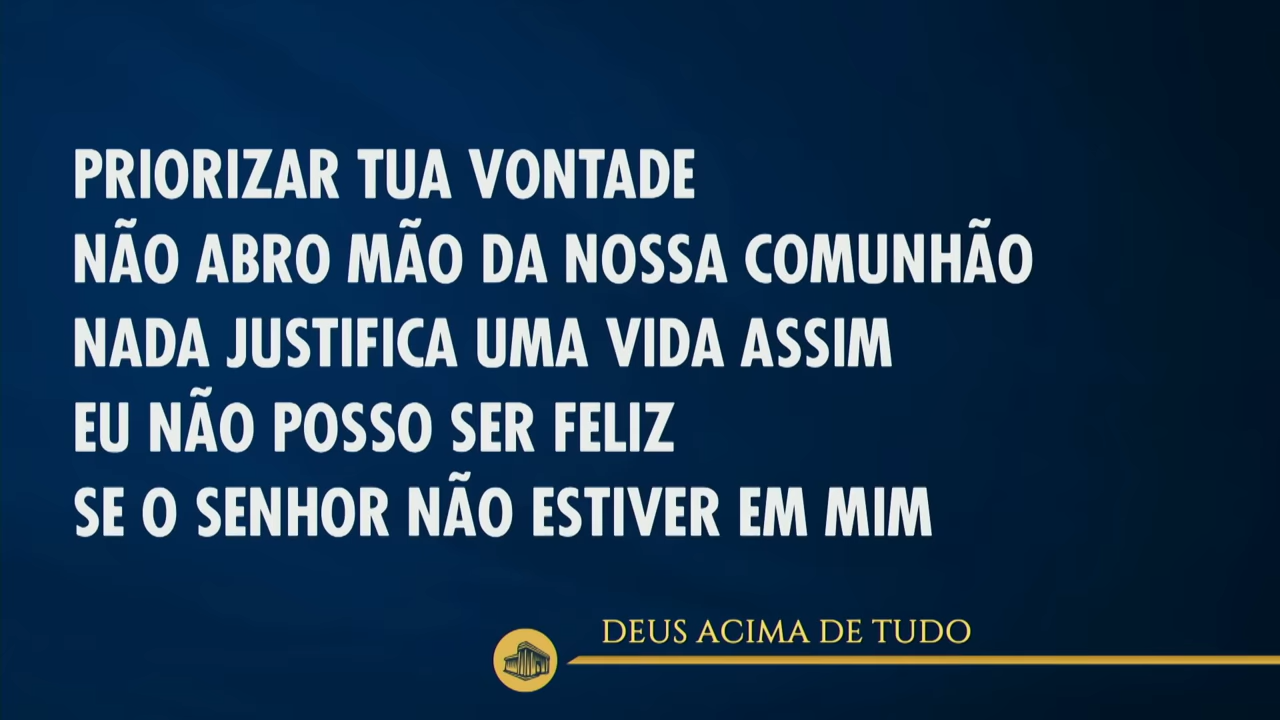 PRIORIZAR TUA VONTADE
NÃO ABRO MÃO DA NOSSA COMUNHÃO
NADA JUSTIFICA UMA VIDA ASSIM
EU NÃO POSSO SER FELIZ
SE O SENHOR NÃO ESTIVER EM MIM
DEUS ACIMA DE TUDO